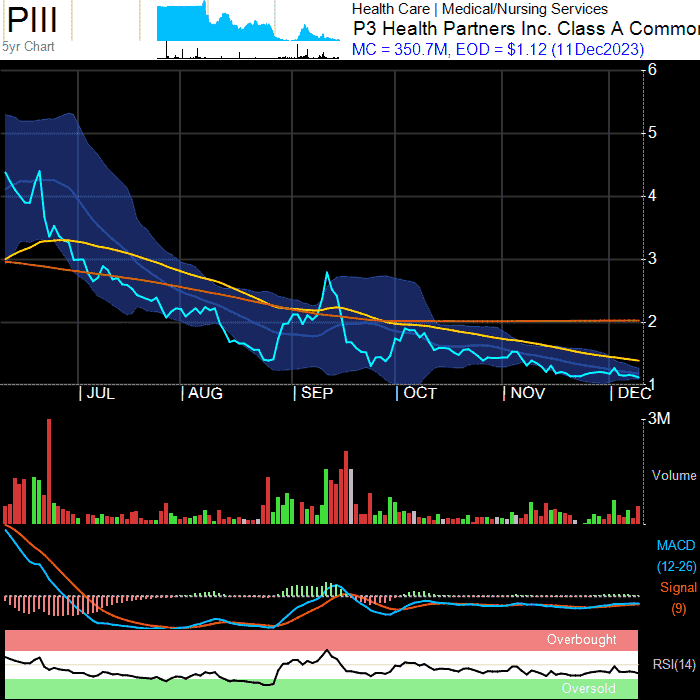 PIII
5yr Chart
Health Care | Medical/Nursing Services
P3 Health Partners Inc. Class A Common
MC = 350.7M, EOD = $1.12 (11Dec2023)
6
5
4
3
2
1
JUL AUG SEP OCT NOV DEC
3M
Volume
MACD
(12-26)
Signal
(9)
Overbought
RSI(14)
Oversold